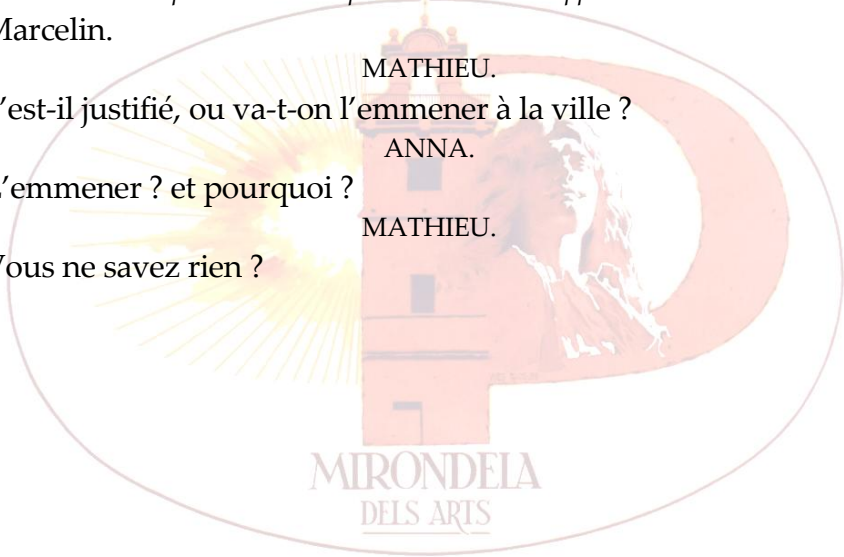 Marcelin.
MATHIEU.
'est-il justifié, ou va-t-on l'emmener à la ville ?
ANNA.
'emmener ? et pourquoi ?
MATHIEU.
Vous ne savez rien ?
MIRONDELA
DELS ARTS